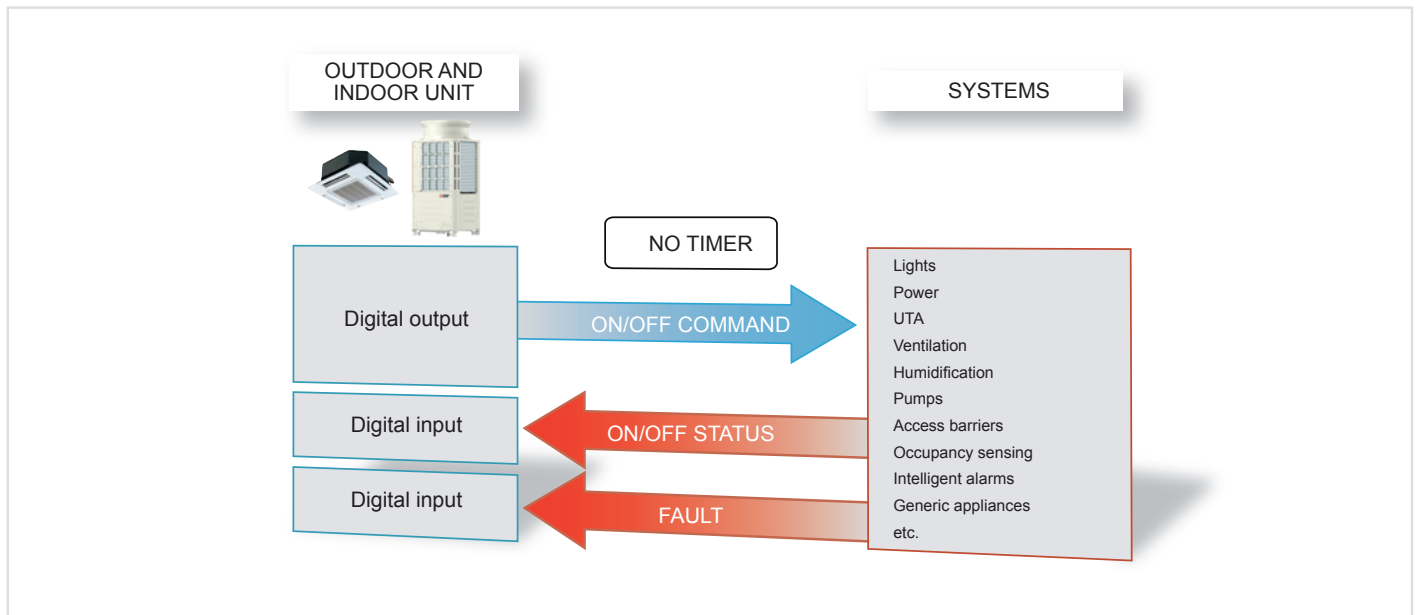 OUTDOOR AND
INDOOR UNIT
SYSTEMS
NO TIMER
Digital output
ON/OFF COMMAND
Digital input
ON/OFF STATUS
Digital input
FAULT
Lights
Power
UTA
Ventilation
Humidification
Pumps
Access barriers
Occupancy sensing
Intelligent alarms
Generic appliances
etc.